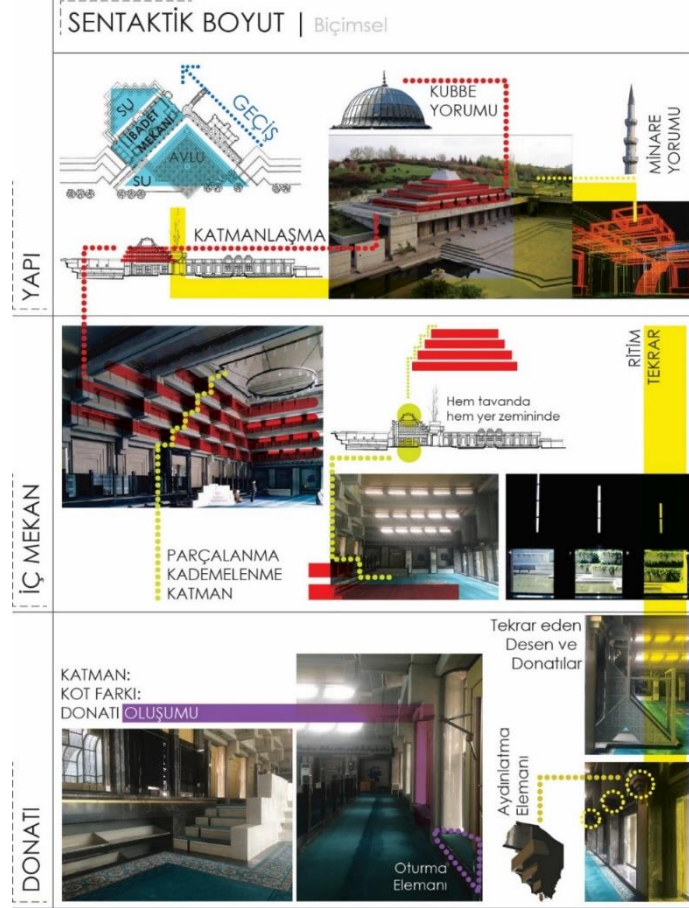 SENTAKTİK BOYUT | Biçimsel
YAPI
SU
İBADET
MEKANI
AVLU
SU
GEÇİŞ
KUBBE
YORUMU
MİNARE
YORUMU
KATMANLAŞMA
İÇ MEKAN
RİTİM
TEKRAR
Hem tavanda
hem yer zemininde
PARÇALANMA
KADEMELENME
KATMAN
DONATI
KATMAN:
KOT FARKI:
DONATI OLUŞUMU
Oturma
Elemanı
Tekrar eden
Desen ve
Donatılar
Aydınlatma
Elemanı